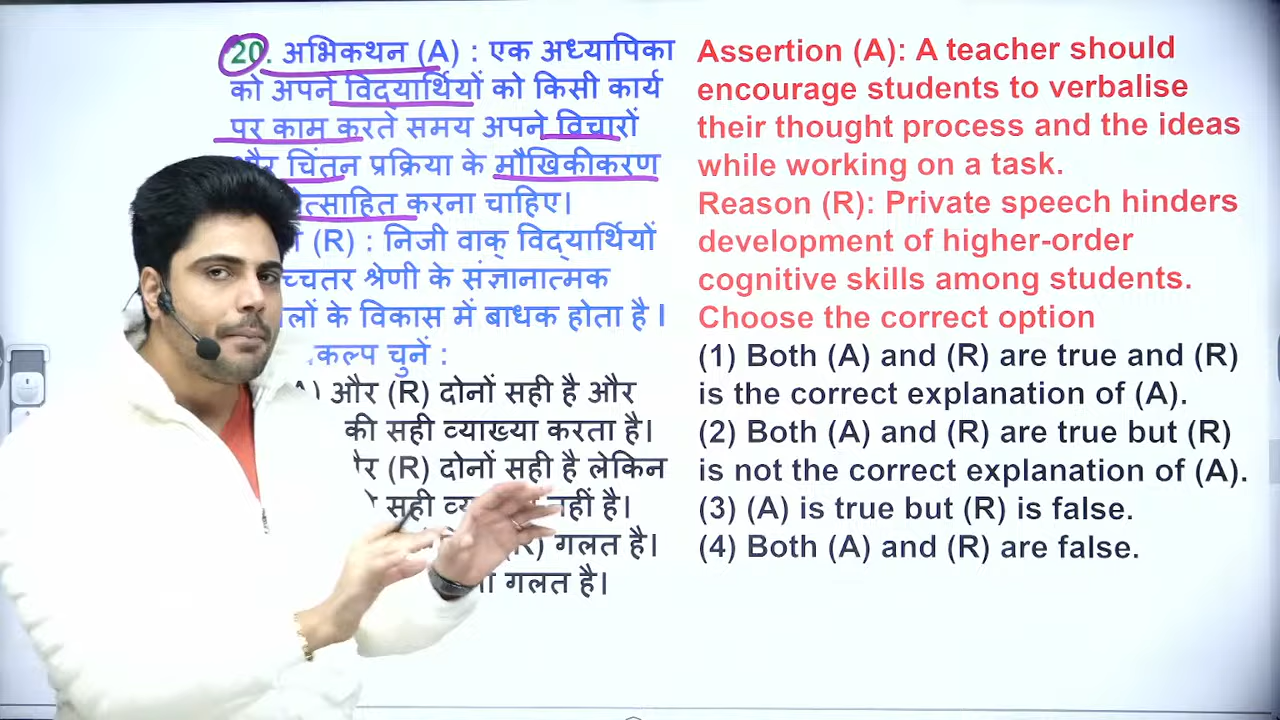 20. अभिकथन (A) : एक अध्यापिका
को अपने विद्यार्थियों को किसी कार्य
पर काम करते समय अपने विचारों
और चिंतन प्रक्रिया के मौखिकीकरण
करना चाहिए।
(R) : निजी वाक् विद्यार्थियों
श्रेणी के संज्ञानात्मक
के विकास में बाधक होता है ।
चुनें :
और (R) दोनों सही है और
की सही व्याख्या करता है।
(R) दोनों सही है लेकिन
सही नहीं है।
गलत है।
गलत है।
Assertion (A): A teacher should
encourage students to verbalise
their thought process and the ideas
while working on a task.
Reason (R): Private speech hinders
development of higher-order
cognitive skills among students.
Choose the correct option
(1) Both (A) and (R) are true and (R)
is the correct explanation of (A).
(2) Both (A) and (R) are true but (R)
is not the correct explanation of (A).
(3) (A) is true but (R) is false.
(4) Both (A) and (R) are false.